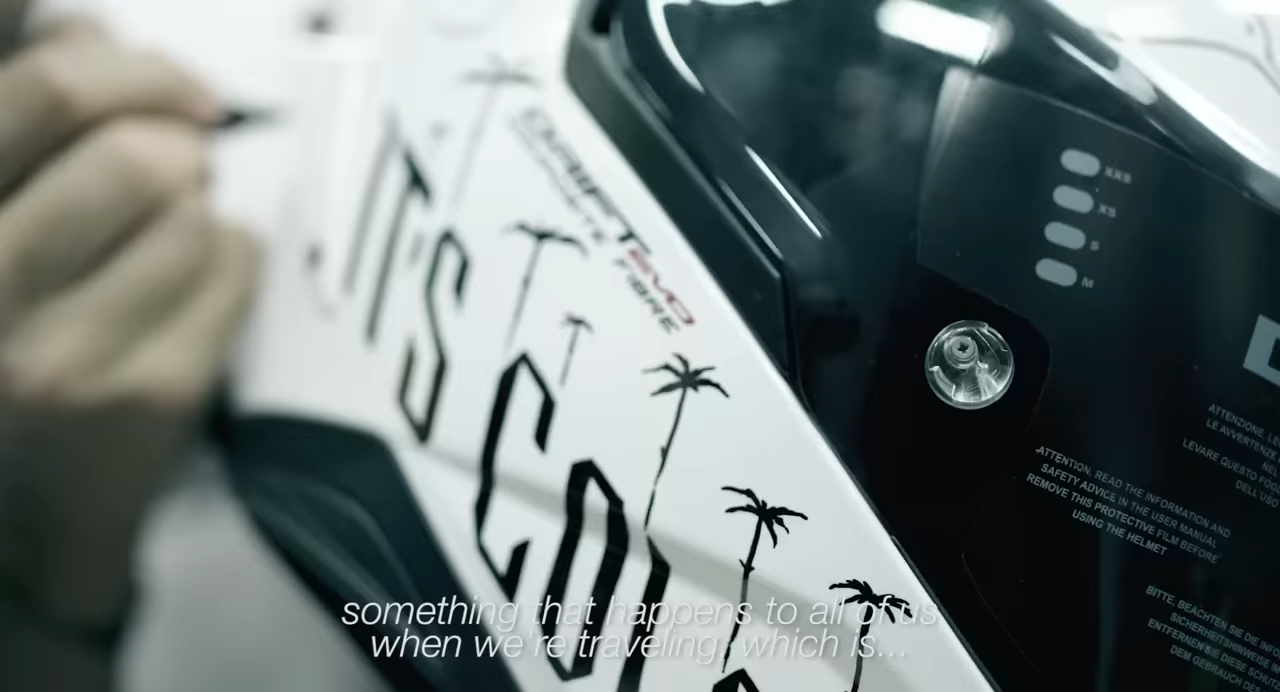 IT'S
COL
DRIFT EVO
FIBRE
XXS
XS
S
M
ATTENTION, READ THE INFORMATION AND
SAFETY ADVICE IN THE USER MANUAL
REMOVE THIS PROTECTIVE FILM BEFORE
USING THE HELMET
ATTENZIONE, LE
LE AVVERTENZE
LEVARE QUESTO
DELL'USO
BITTE, BEACHTEN SIE DIE
SICHERHEITSHINWEISE
ENTFERNEN SIE DIESE
DEM GEBRAUCH DES
something that happens to all of us
when we're traveling, which is...